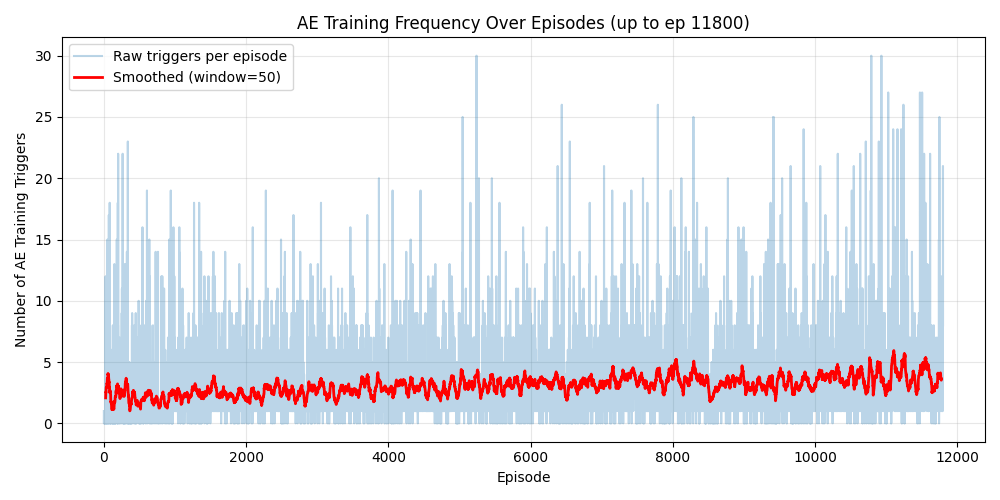 AE Training Frequency Over Episodes (up to ep 11800)
Raw triggers per episode
Smoothed (window=50)
Number of AE Training Triggers
30
25
20
15
10
5
0
0 2000 4000 6000 8000 10000 12000
Episode